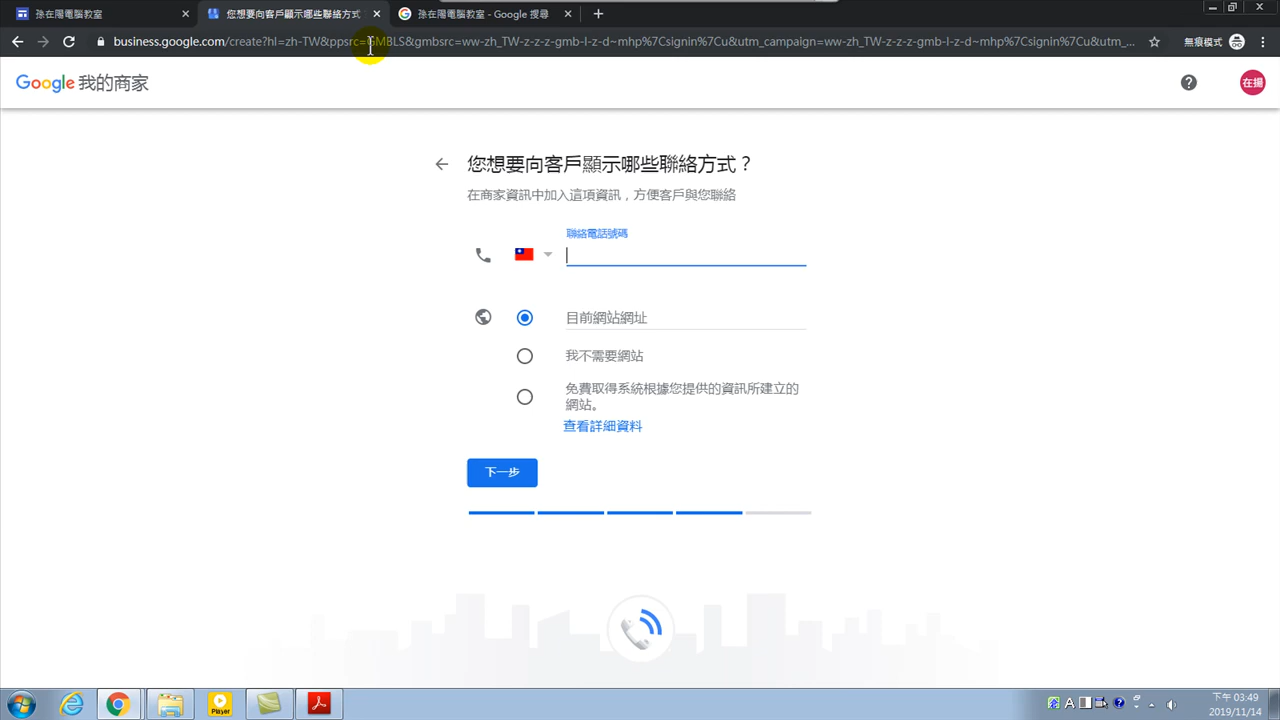 孫在陽電腦教室
您想要向客戶顯示哪些聯絡方式
孫在陽電腦教室 - Google 搜尋
business.google.com/create?hl=zh-TW&ppsrc=GMBLS&gmbsrc=ww-zh_TW-z-z-gmb-l-z-d~mhp%7Csignin%7Cu&utm_campaign=ww-zh_TW-z-z-z-gmb-l-z-d~mhp%7Csignin%7Cu&utm_...
無痕模式
Google 我的商家
在揚
您想要向客戶顯示哪些聯絡方式？
在商家資訊中加入這項資訊，方便客戶與您聯絡
聯絡電話號碼
目前網站網址
我不需要網站
免費取得系統根據您提供的資訊所建立的
網站。
查看詳細資料
下一步
Player
A
下午 03:49
2019/11/14